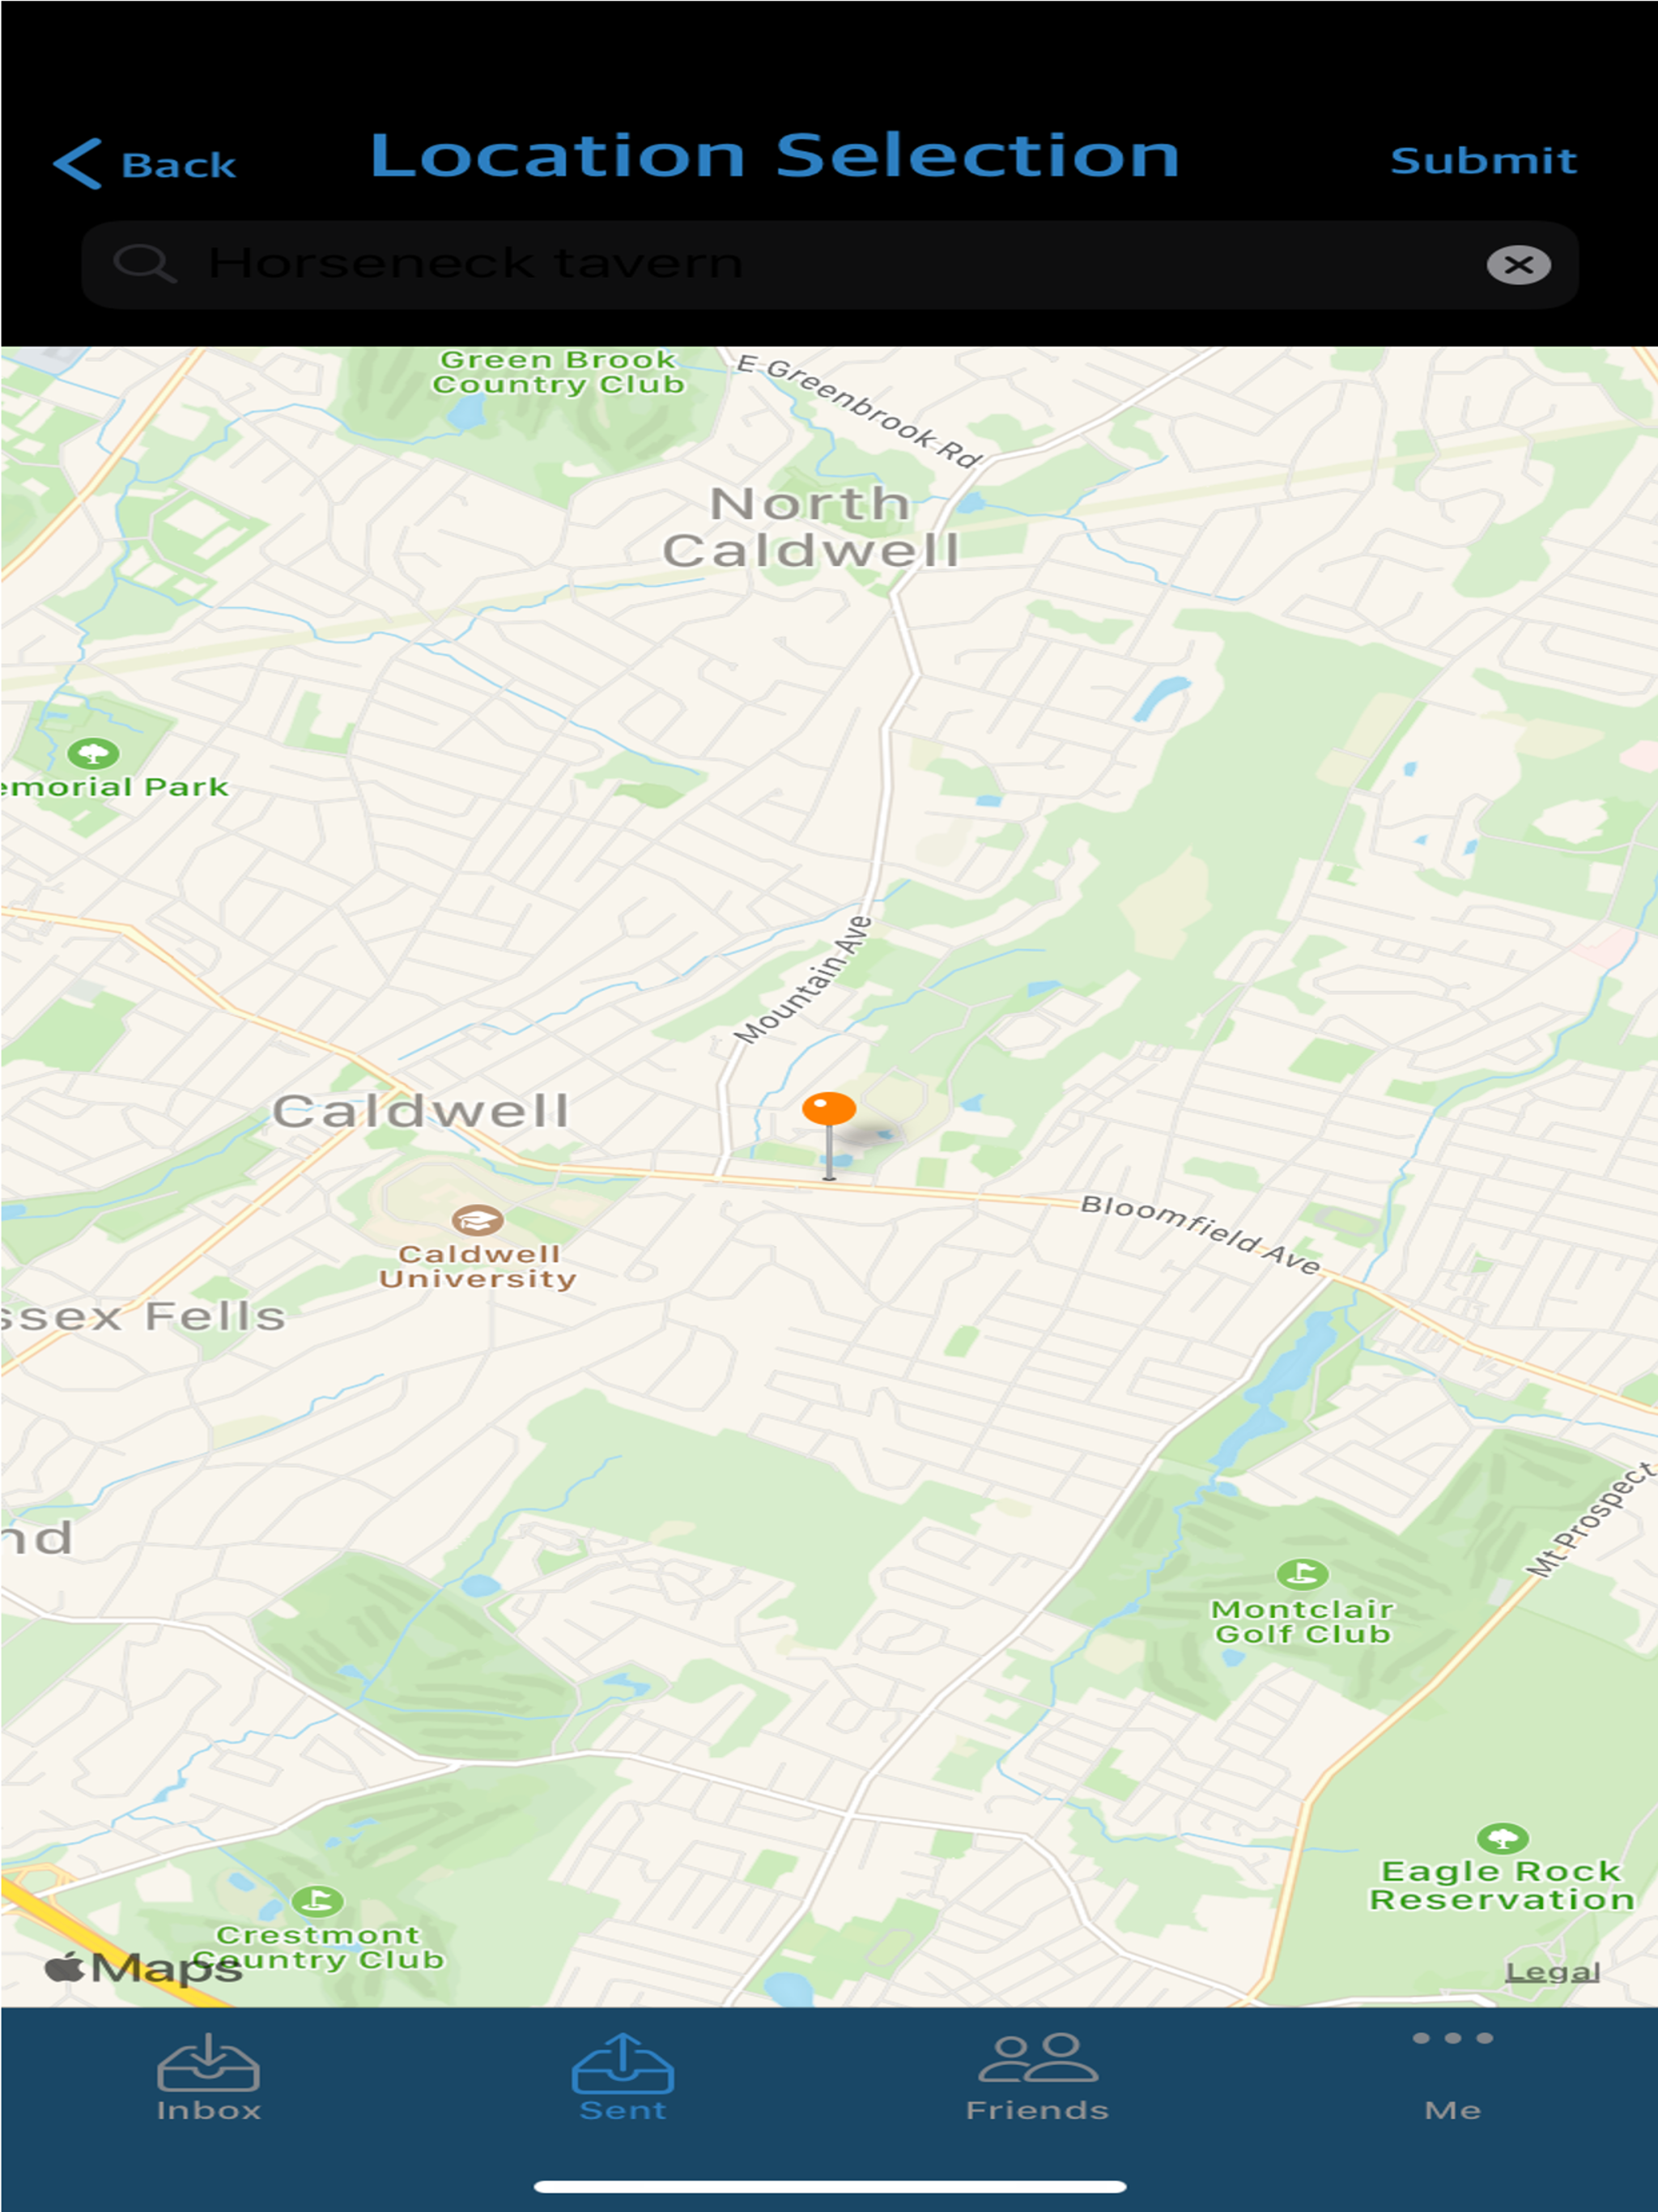 Back
Location Selection
Submit
Horseneck tavern
Green Brook
Country Club
E Greenbrook Rd
North
Caldwell
emorial Park
Mountain Ave
Caldwell
Bloomfield Ave
Caldwell
University
ssex Fells
Mt Prospect
nd
Montclair
Golf Club
Eagle Rock
Reservation
Crestmont
Country Club
Maps
Legal
Inbox
Sent
Friends
Me